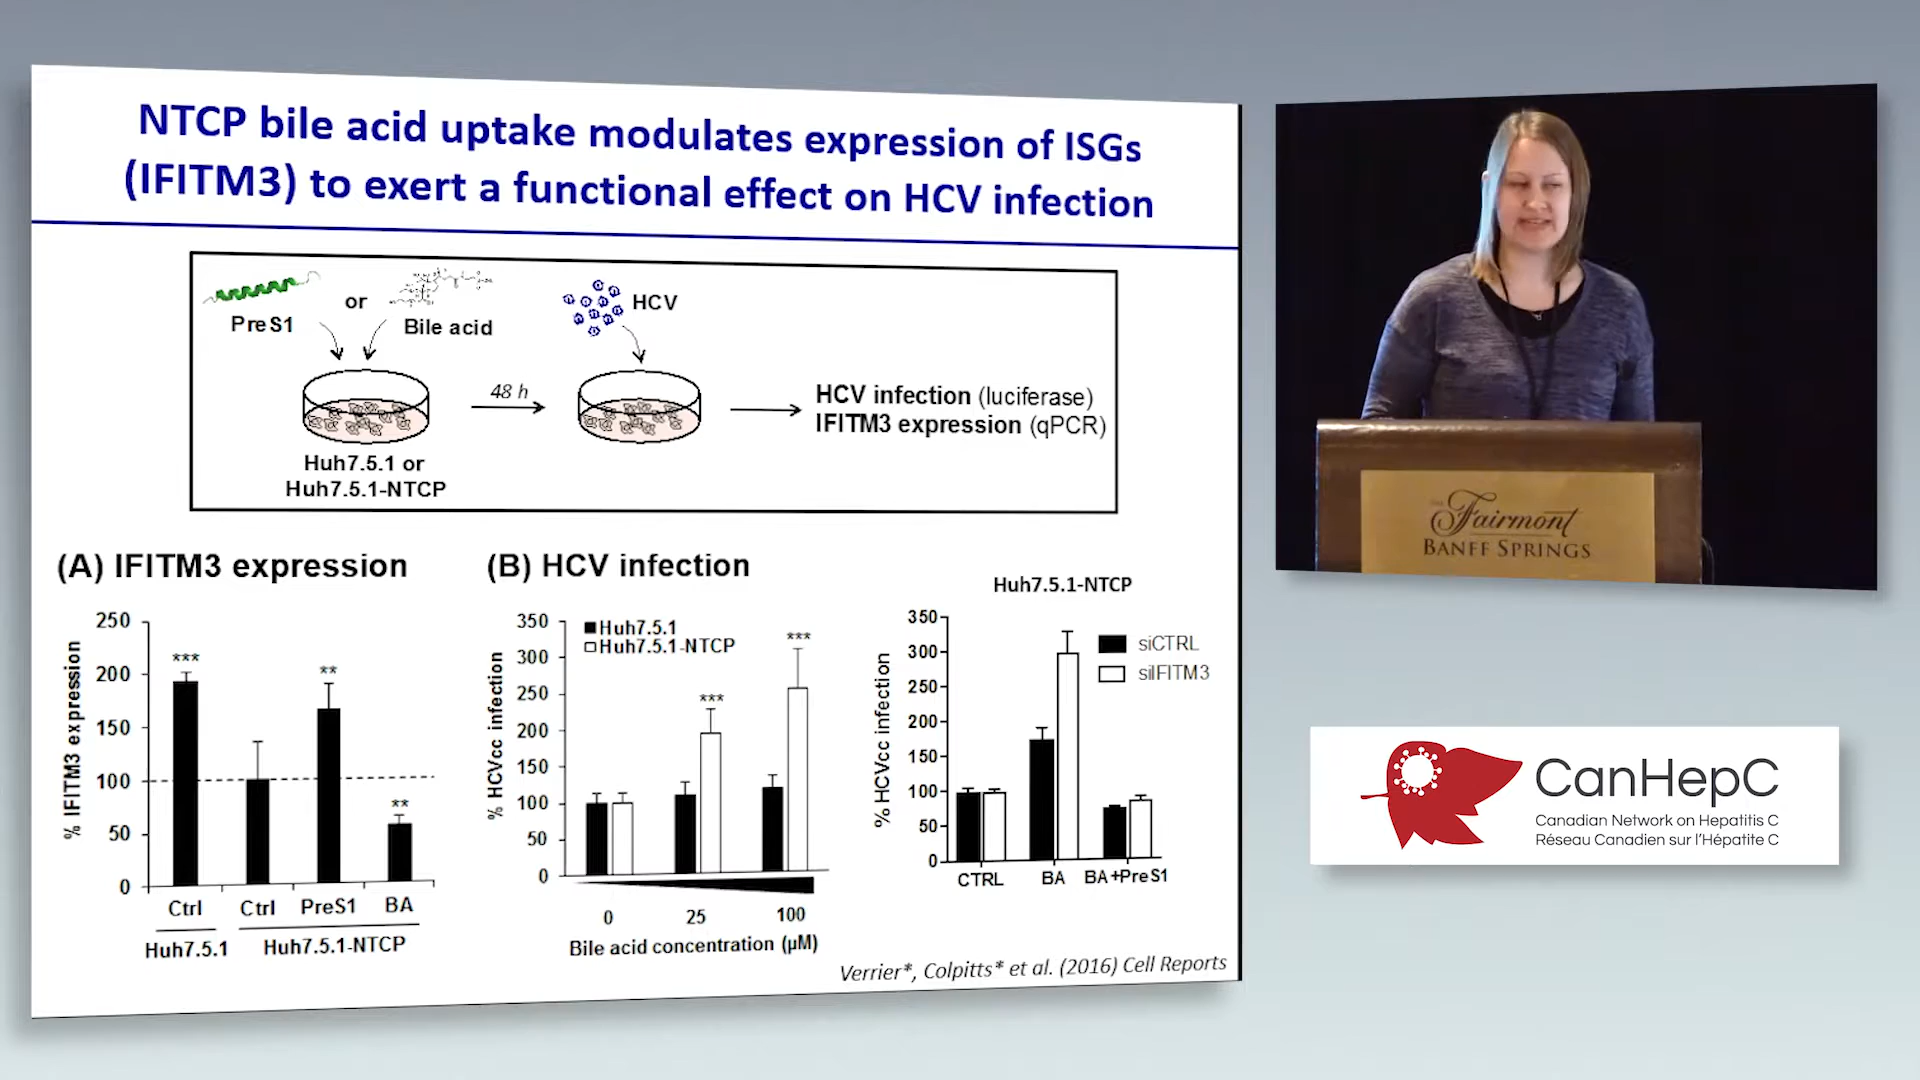 NTCP bile acid uptake modulates expression of ISGs
(IFITM3) to exert a functional effect on HCV infection
PreS1
or
Bile acid
HCV
48 h
Huh7.5.1 or
Huh7.5.1-NTCP
HCV infection (luciferase)
IFITM3 expression (qPCR)
(A) IFITM3 expression
% IFITM3 expression
250
200
150
100
50
0
***
**
**
Ctrl
Ctrl
PreS1
BA
Huh7.5.1
Huh7.5.1-NTCP
(B) HCV infection
% HCVcc infection
350
300
250
200
150
100
50
0
Huh7.5.1
Huh7.5.1-NTCP
***
***
0
25
100
Bile acid concentration (µM)
Huh7.5.1-NTCP
% HCVcc infection
350
300
250
200
150
100
50
0
siCTRL
siIFITM3
CTRL
BA
BA+PreS1
Verrier*, Colpitts* et al. (2016) Cell Reports
THE
Fairmont
BANFF SPRINGS
CanHepC
Canadian Network on Hepatitis C
Réseau Canadien sur l'Hépatite C